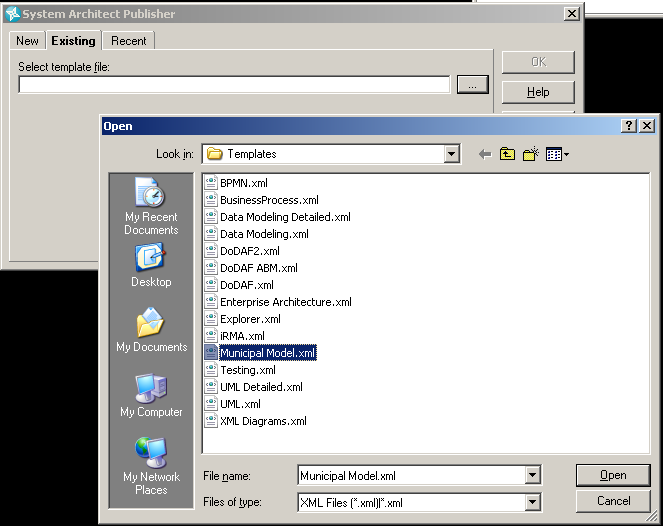 System Architect Publisher
New Existing Recent
Select template file:
...
OK
Help
Open
Look in: Templates
My Recent Documents
Desktop
My Documents
My Computer
My Network Places
BPMN.xml
BusinessProcess.xml
Data Modeling Detailed.xml
Data Modeling.xml
DoDAF2.xml
DoDAF ABM.xml
DoDAF.xml
Enterprise Architecture.xml
Explorer.xml
iRMA.xml
Municipal Model.xml
Testing.xml
UML Detailed.xml
UML.xml
XML Diagrams.xml
File name: Municipal Model.xml Open
Files of type: XML Files (*.xml)|*.xml Cancel